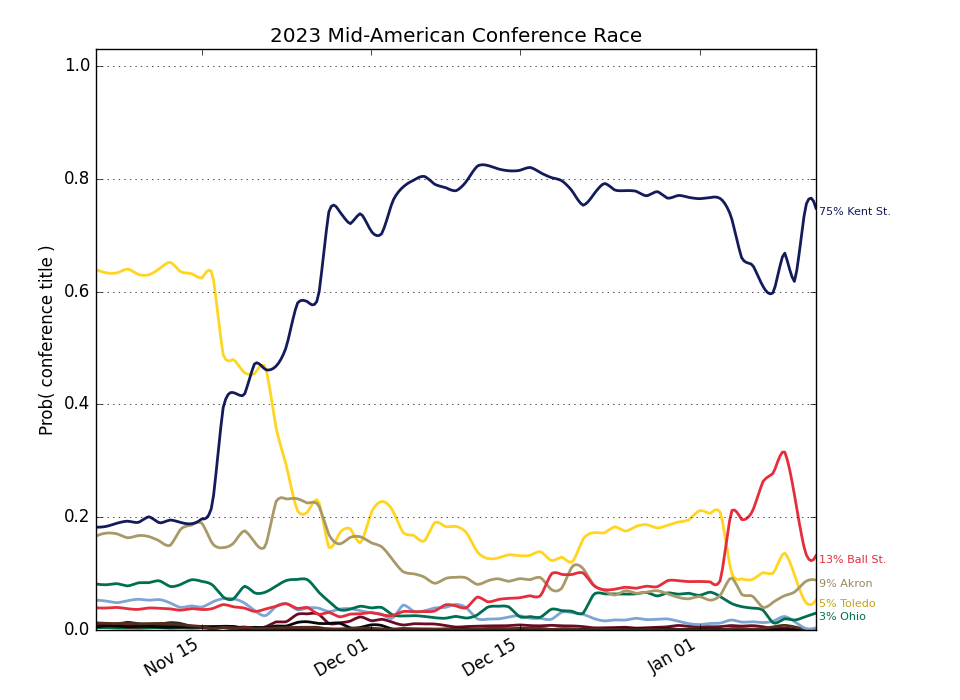 2023 Mid-American Conference Race
Prob( conference title )
1.0
0.8
0.6
0.4
0.2
0.0
75% Kent St.
13% Ball St.
9% Akron
5% Toledo
3% Ohio
Nov 15
Dec 01
Dec 15
Jan 01